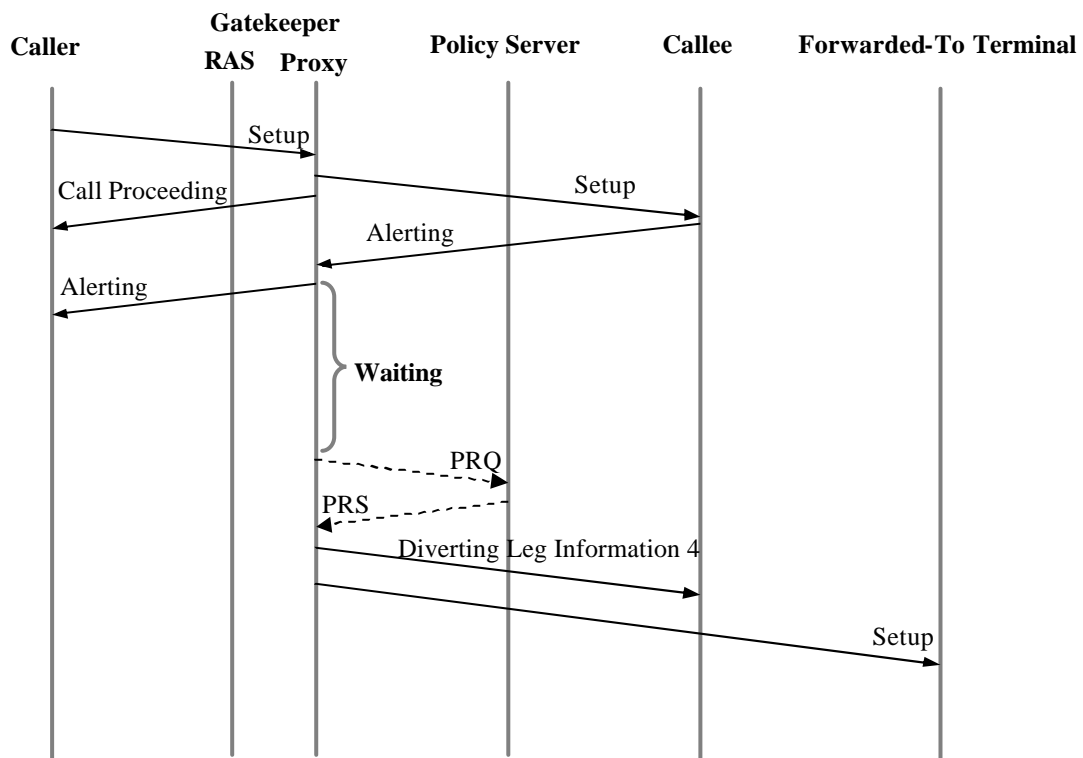 Gatekeeper
Caller
RAS
Proxy
Policy Server
Callee
Forwarded-To Terminal
Setup
Call Proceeding
Setup
Alerting
Alerting
Waiting
PRQ
PRS
Diverting Leg Information 4
Setup